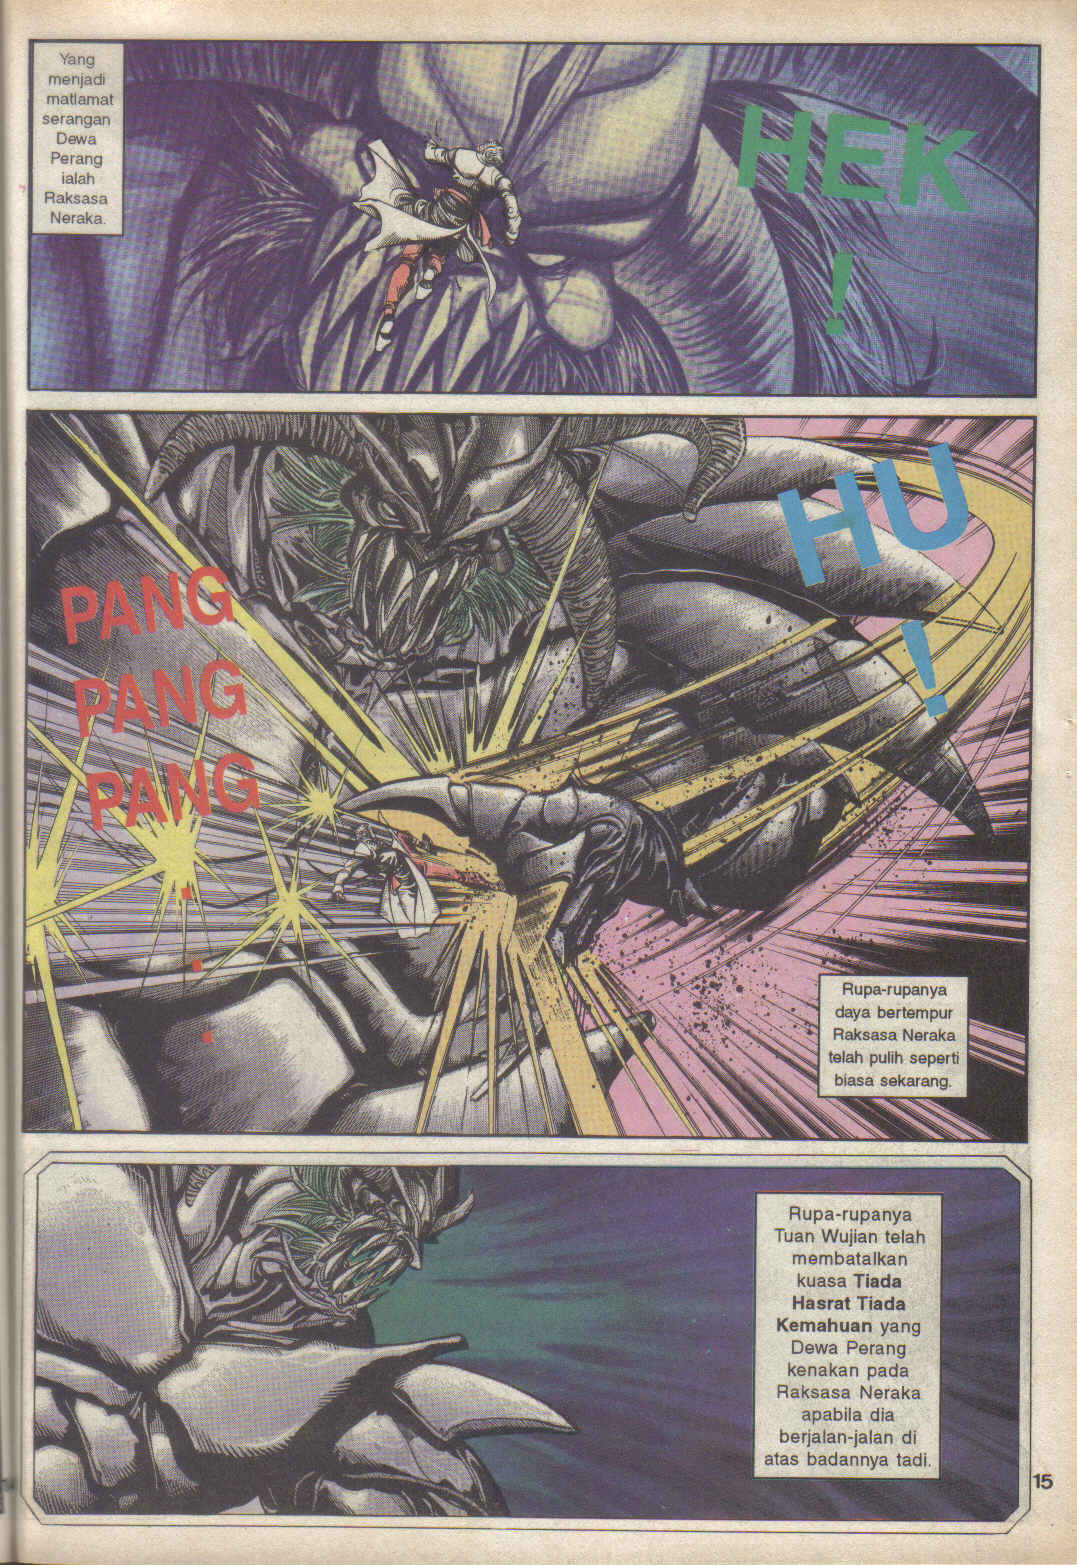 Yang
menjadi
matlamat
serangan
Dewa
Perang
ialah
Raksasa
Neraka.
HEK
!
HU
!
PANG
PANG
PANG
Rupa-rupanya
daya bertempur
Raksasa Neraka
telah pulih seperti
biasa sekarang.
Rupa-rupanya
Tuan Wujian telah
membatalkan
kuasa Tiada
Hasrat Tiada
Kemahuan yang
Dewa Perang
kenakan pada
Raksasa Neraka
apabila dia
berjalan-jalan di
atas badannya tadi.
15